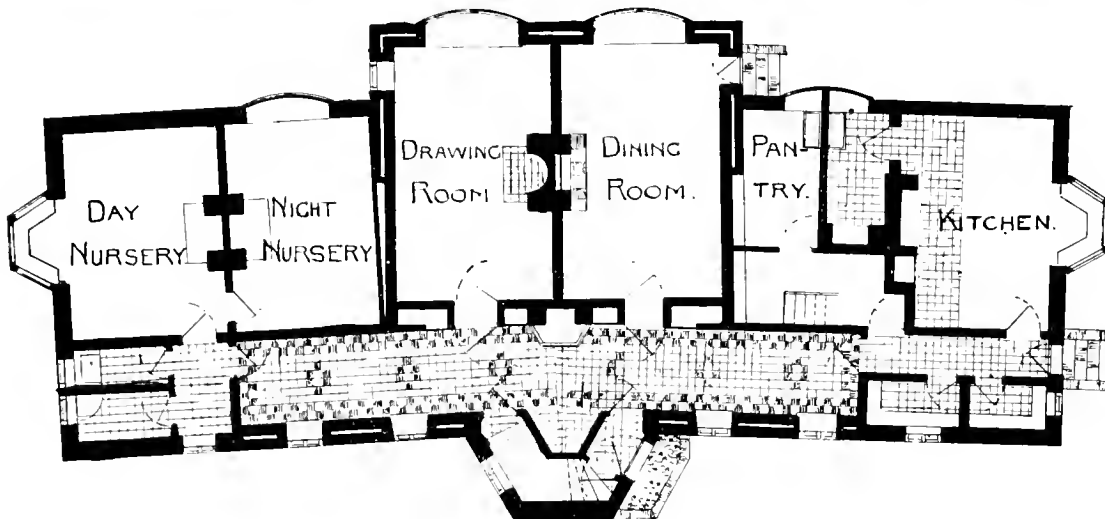 DAY
NURSERY
NIGHT
NURSERY
DRAWING
ROOM
DINING
ROOM.
PAN-
TRY.
KITCHEN.